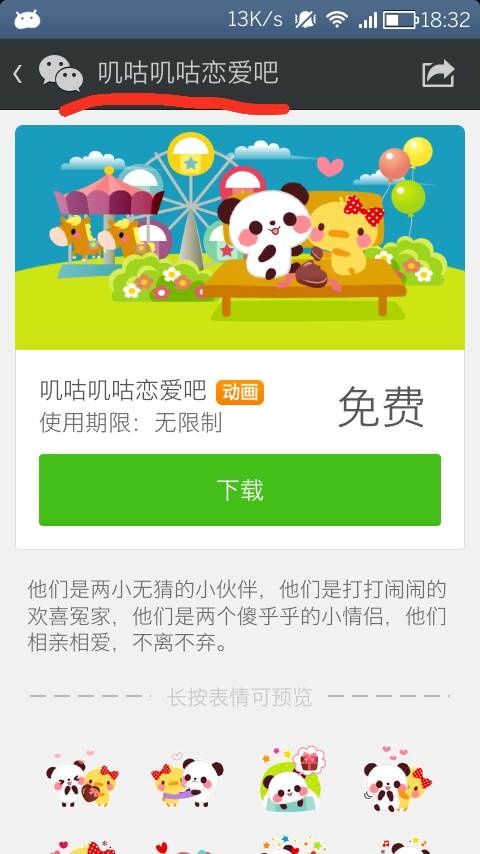 13K/s 18:32
叽咕叽咕恋爱吧
叽咕叽咕恋爱吧 动画
使用期限：无限制
免费
下载
他们是两小无猜的小伙伴，他们是打打闹闹的
欢喜冤家，他们是两个傻乎乎的小情侣，他们
相亲相爱，不离不弃。
长按表情可预览